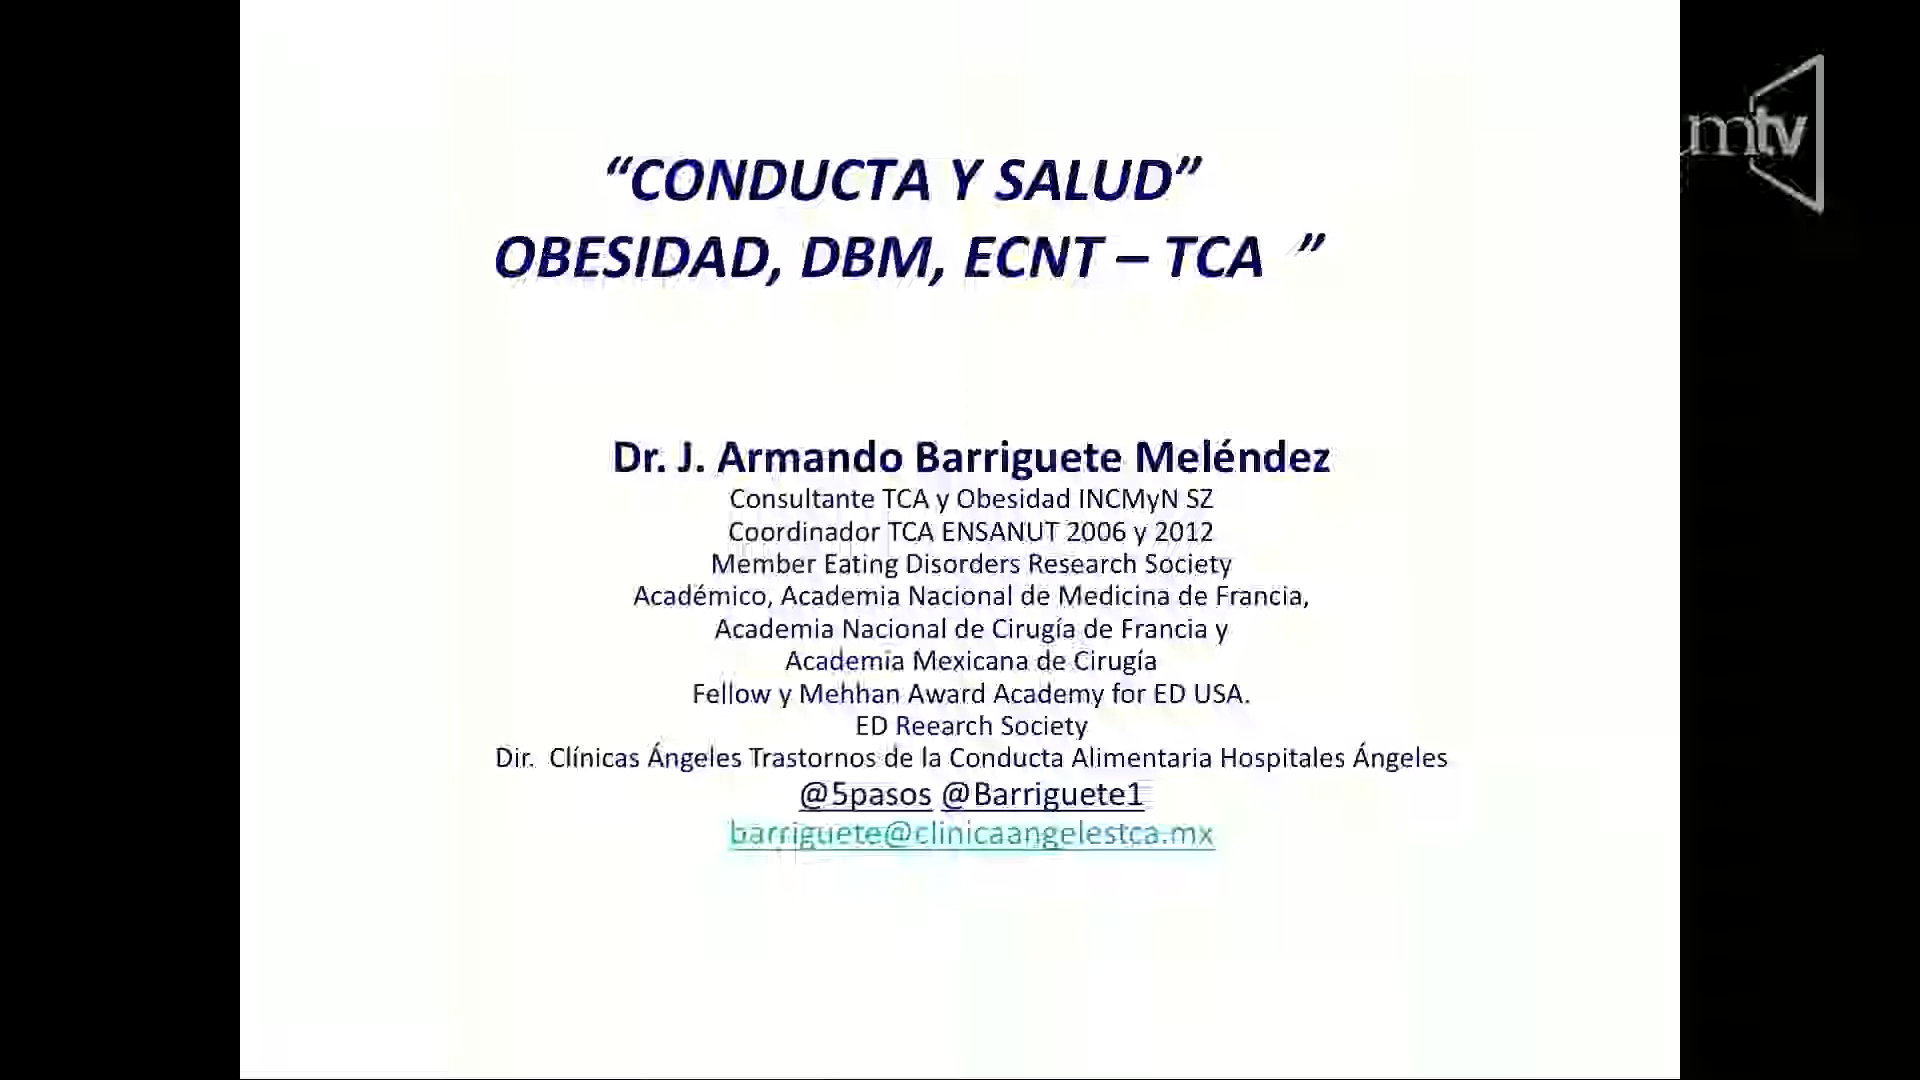 “CONDUCTA Y SALUD”
OBESIDAD, DBM, ECNT – TCA ”
mtv
Dr. J. Armando Barriguete Meléndez
Consultante TCA y Obesidad INCMyN SZ
Coordinador TCA ENSANUT 2006 y 2012
Member Eating Disorders Research Society
Académico, Academia Nacional de Medicina de Francia,
Academia Nacional de Cirugía de Francia y
Academia Mexicana de Cirugía
Fellow y Mehhan Award Academy for ED USA.
ED Reearch Society
Dir. Clínicas Ángeles Trastornos de la Conducta Alimentaria Hospitales Ángeles
@5pasos @Barriguete1
barriguete@clinicaangelestca.mx